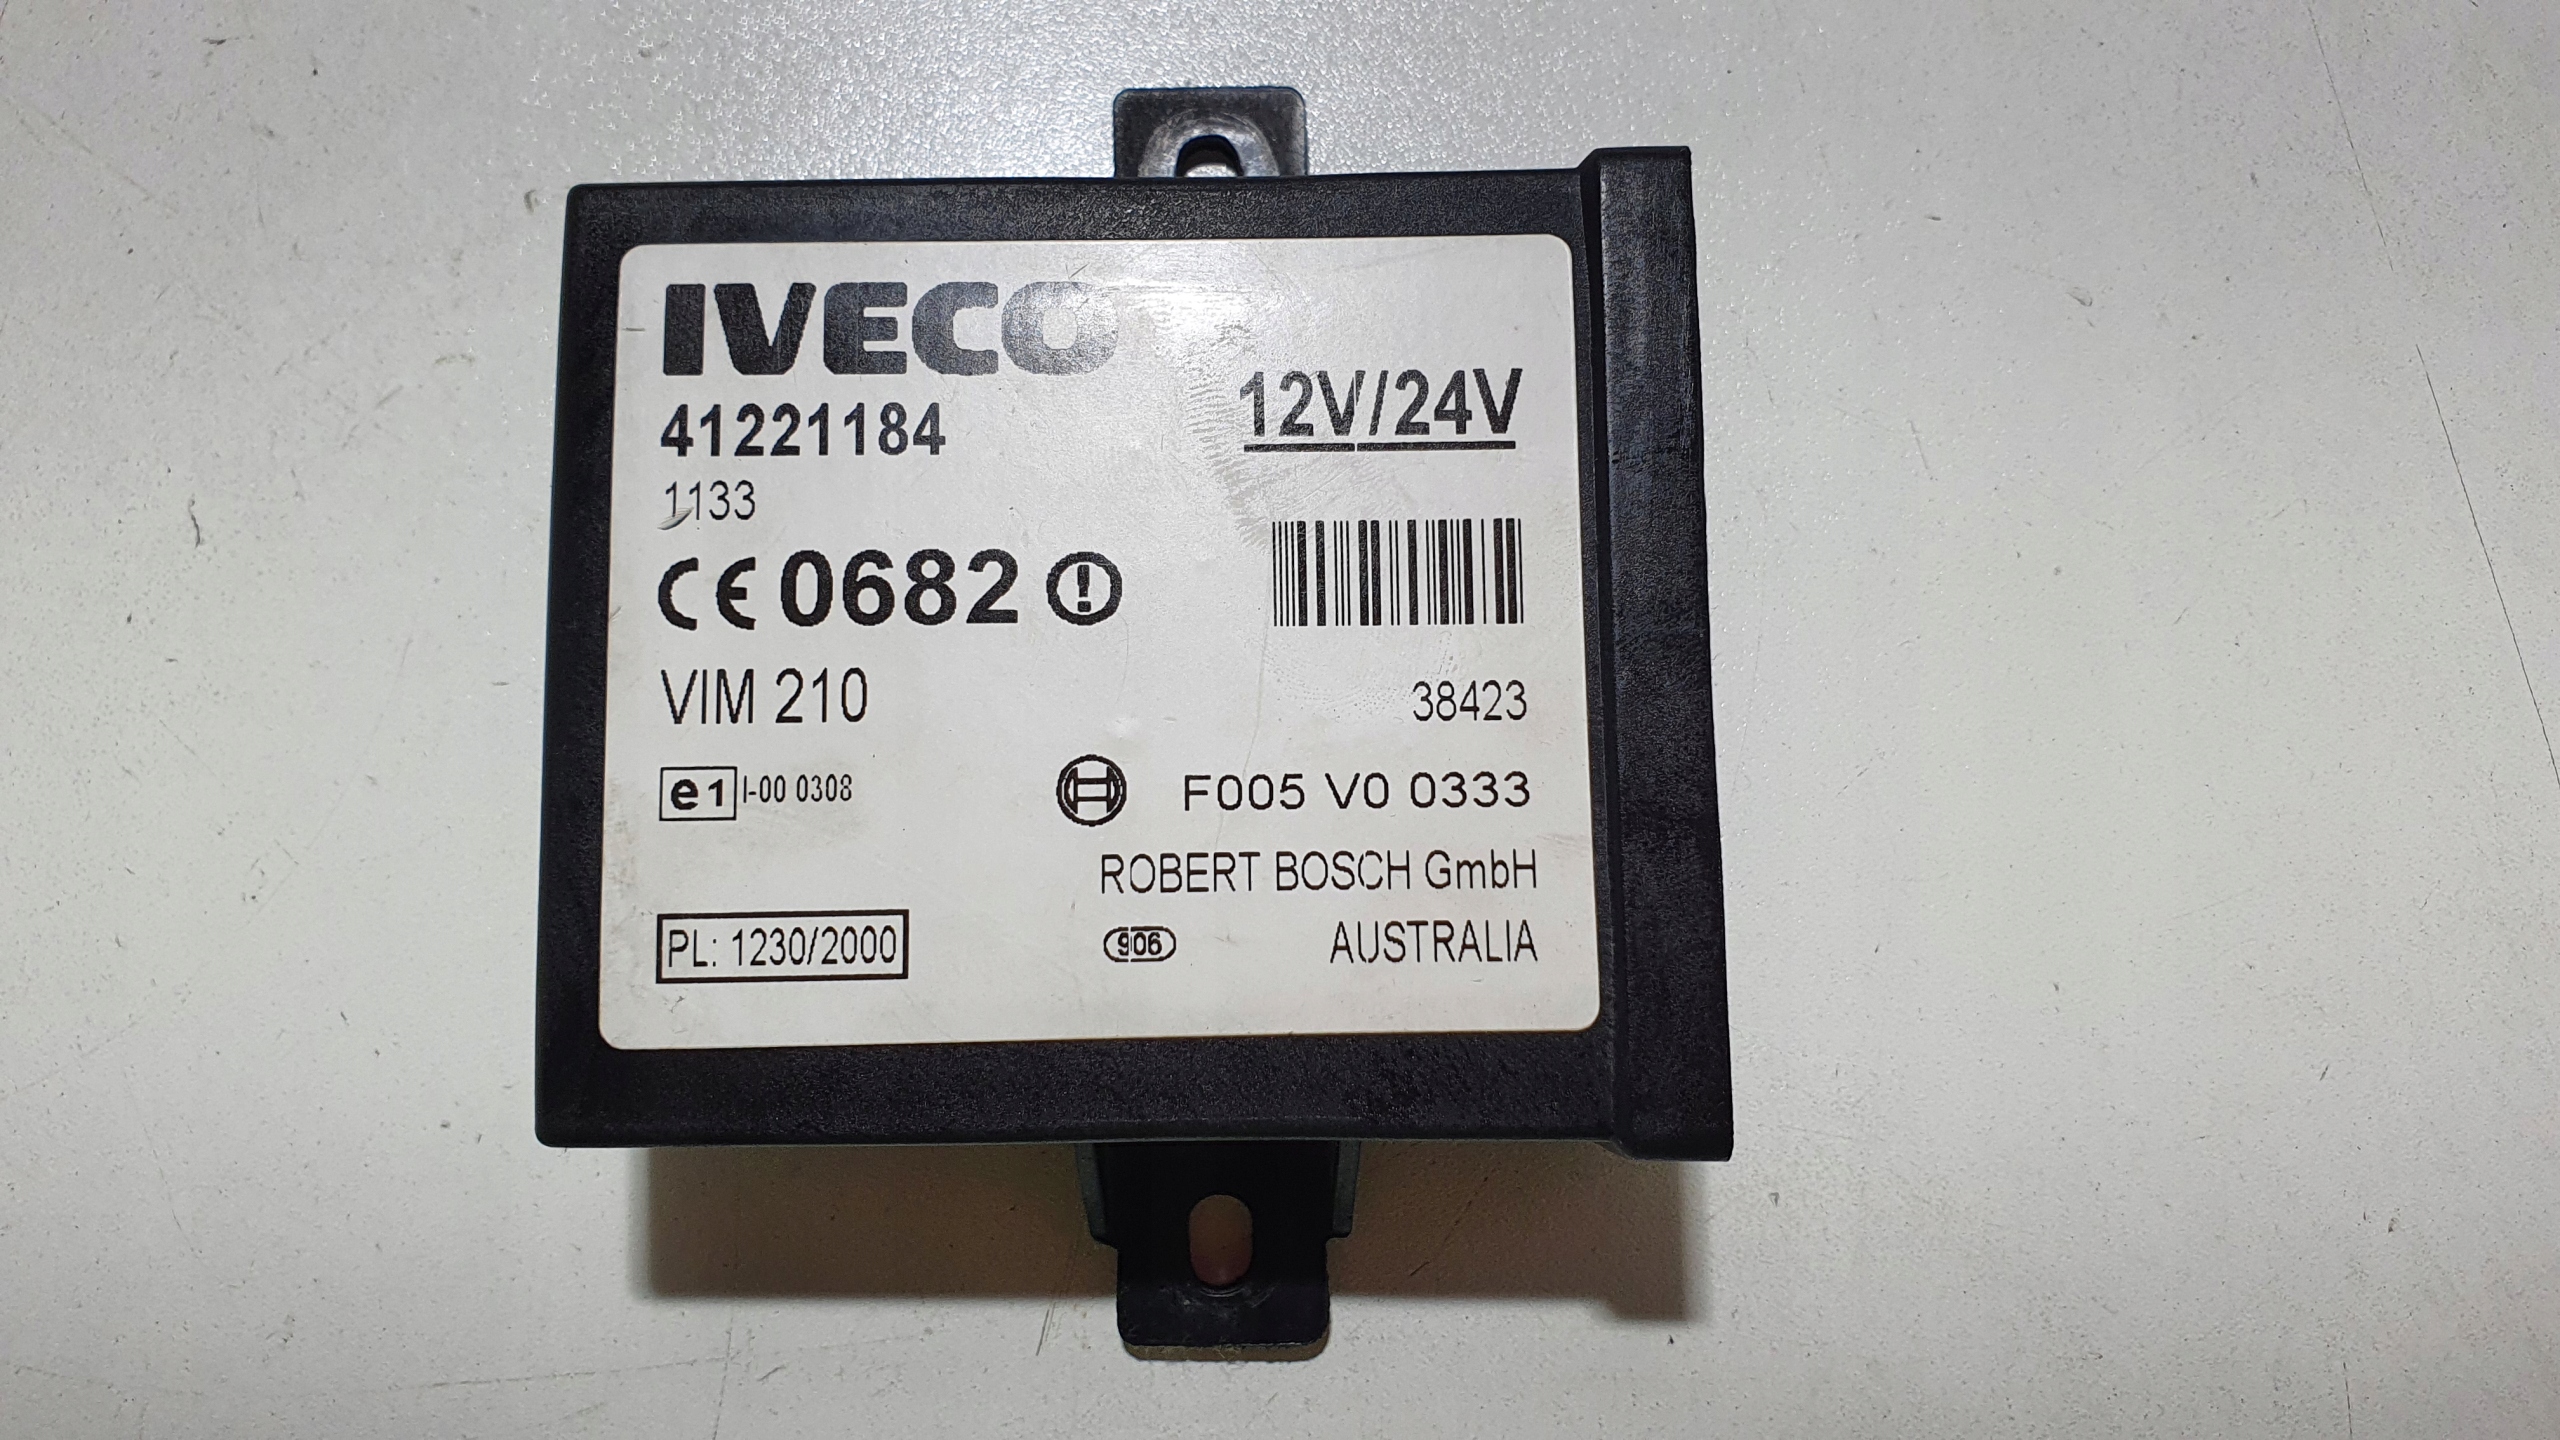 IVECO
41221184
12V/24V
1133
CE 0682
VIM 210
38423
e1 I-00 0308
F005 V0 0333
ROBERT BOSCH GmbH
PL: 1230/2000
906
AUSTRALIA